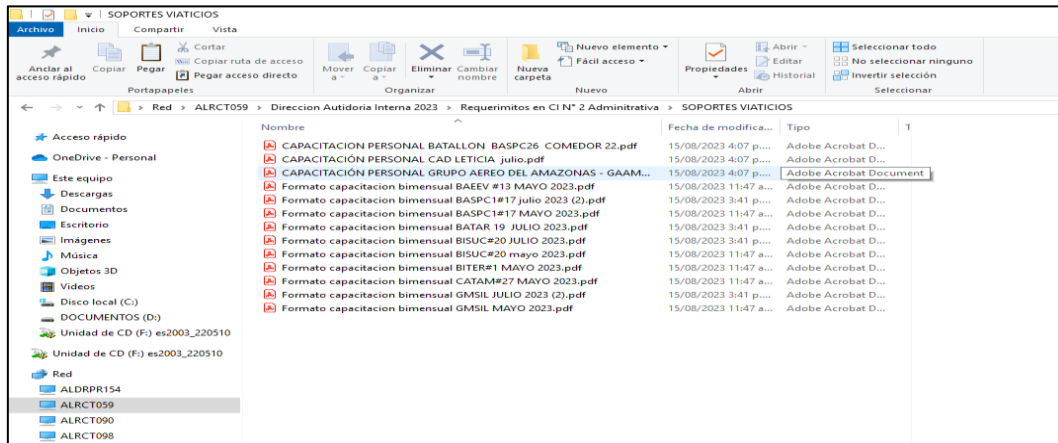 SOPORTES VIATICIOS
Archivo Inicio Compartir Vista
Anclar al acceso rápido
Copiar
Pegar
Cortar
Copiar ruta de acceso
Pegar acceso directo
Portapapeles
Mover a
Copiar a
Eliminar
Cambiar nombre
Organizar
Nueva carpeta
Nuevo elemento
Fácil acceso
Nuevo
Propiedades
Abrir
Editar
Historial
Abrir
Seleccionar todo
No seleccionar ninguno
Invertir selección
Seleccionar
Red > ALRCT059 > Direccion Autidoria Interna 2023 > Requerimitos en CI N° 2 Adminitrativa > SOPORTES VIATICIOS
Acceso rápido
OneDrive - Personal
Este equipo
Descargas
Documentos
Escritorio
Imágenes
Música
Objetos 3D
Videos
Disco local (C:)
DOCUMENTOS (D:)
Unidad de CD (F:) es2003_220510
Unidad de CD (F:) es2003_220510
Red
ALDRPR154
ALRCT059
ALRCT090
ALRCT098
Nombre Fecha de modifica... Tipo T
CAPACITACION PERSONAL BATALLON BASPC26 COMEDOR 22.pdf 15/08/2023 4:07 p.... Adobe Acrobat D...
CAPACITACIÓN PERSONAL CAD LETICIA julio.pdf 15/08/2023 4:07 p.... Adobe Acrobat D...
CAPACITACIÓN PERSONAL GRUPO AEREO DEL AMAZONAS - GAAM... 15/08/2023 4:07 p.... Adobe Acrobat Document
Formato capacitacion bimensual BAEEV #13 MAYO 2023.pdf 15/08/2023 11:47 a... Adobe Acrobat D...
Formato capacitacion bimensual BASPC1#17 julio 2023 (2).pdf 15/08/2023 3:41 p.... Adobe Acrobat D...
Formato capacitacion bimensual BASPC1#17 MAYO 2023.pdf 15/08/2023 11:47 a... Adobe Acrobat D...
Formato capacitacion bimensual BATAR 19 JULIO 2023.pdf 15/08/2023 3:41 p.... Adobe Acrobat D...
Formato capacitacion bimensual BISUC#20 JULIO 2023.pdf 15/08/2023 3:41 p.... Adobe Acrobat D...
Formato capacitacion bimensual BISUC#20 mayo 2023.pdf 15/08/2023 11:47 a... Adobe Acrobat D...
Formato capacitacion bimensual BITER#1 MAYO 2023.pdf 15/08/2023 11:47 a... Adobe Acrobat D...
Formato capacitacion bimensual CATAM#27 MAYO 2023.pdf 15/08/2023 11:47 a... Adobe Acrobat D...
Formato capacitacion bimensual GMSIL JULIO 2023 (2).pdf 15/08/2023 3:41 p.... Adobe Acrobat D...
Formato capacitacion bimensual GMSIL MAYO 2023.pdf 15/08/2023 11:47 a... Adobe Acrobat D...